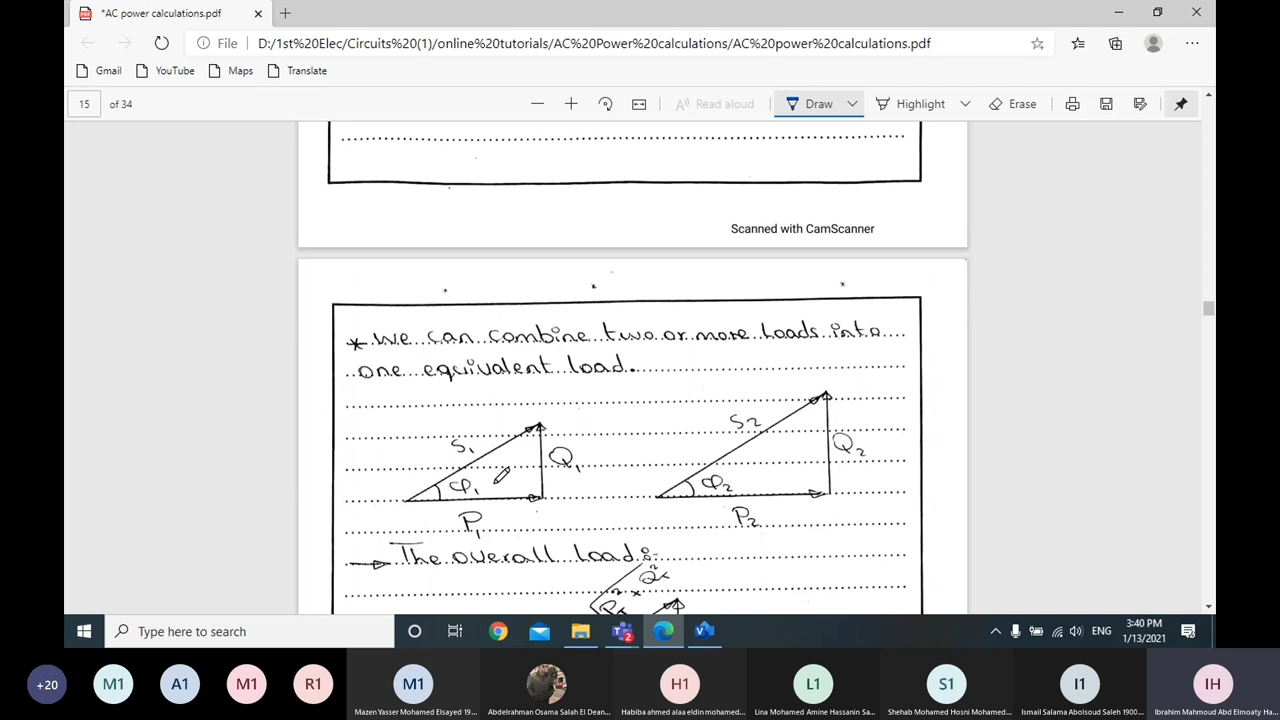 *AC power calculations.pdf
File D:/1st%20Elec/Circuits%20(1)/online%20tutorials/AC%20Power%20calculations/AC%20power%20calculations.pdf
Gmail YouTube Maps Translate
15 of 34 Read aloud Draw Highlight Erase
Scanned with CamScanner
* We can combine two or more loads into
one equivalent load.
S₁ Q₁ φ₁ P₁
S₂ Q₂ φ₂ P₂
→ The overall load :-
Type here to search
ENG 3:40 PM 1/13/2021
+20 M1 A1 M1 R1 M1 H1 L1 S1 I1 IH
Mazen Yasser Mohamed Elsayed 19... Abdelrahman Osama Salah El Dean... Habiba ahmed alaa eldin mohamed... Lina Mohamed Amine Hassanin Sa... Shehab Mohamed Hosni Mohamed... Ismail Salama Abolsoud Saleh 1900... Ibrahim Mahmoud Abd Elmoaty Ha...